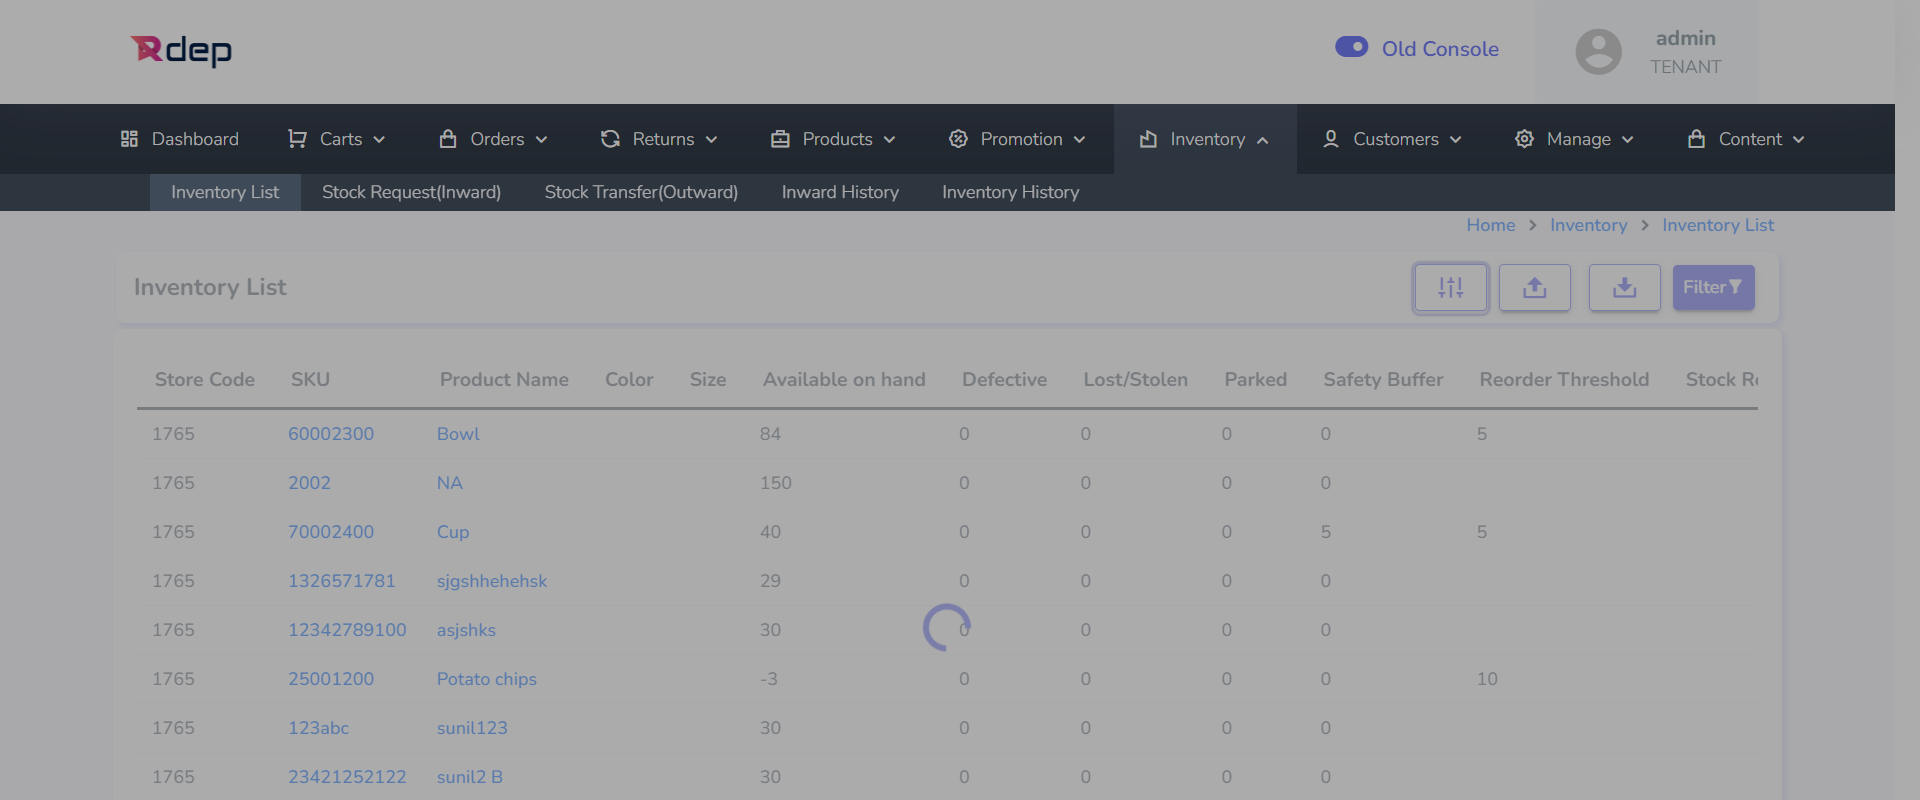 Rdep
Old Console
admin
TENANT
Dashboard Carts Orders Returns Products Promotion Inventory Customers Manage Content
Inventory List Stock Request(Inward) Stock Transfer(Outward) Inward History Inventory History
Home > Inventory > Inventory List
Inventory List Filter
Store Code SKU Product Name Color Size Available on hand Defective Lost/Stolen Parked Safety Buffer Reorder Threshold Stock
1765 60002300 Bowl 84 0 0 0 0 5
1765 2002 NA 150 0 0 0 0
1765 70002400 Cup 40 0 0 0 5 5
1765 1326571781 sjgshhehehsk 29 0 0 0 0
1765 12342789100 asjshks 30 0 0 0 0
1765 25001200 Potato chips -3 0 0 0 0 10
1765 123abc sunil123 30 0 0 0 0
1765 23421252122 sunil2 B 30 0 0 0 0